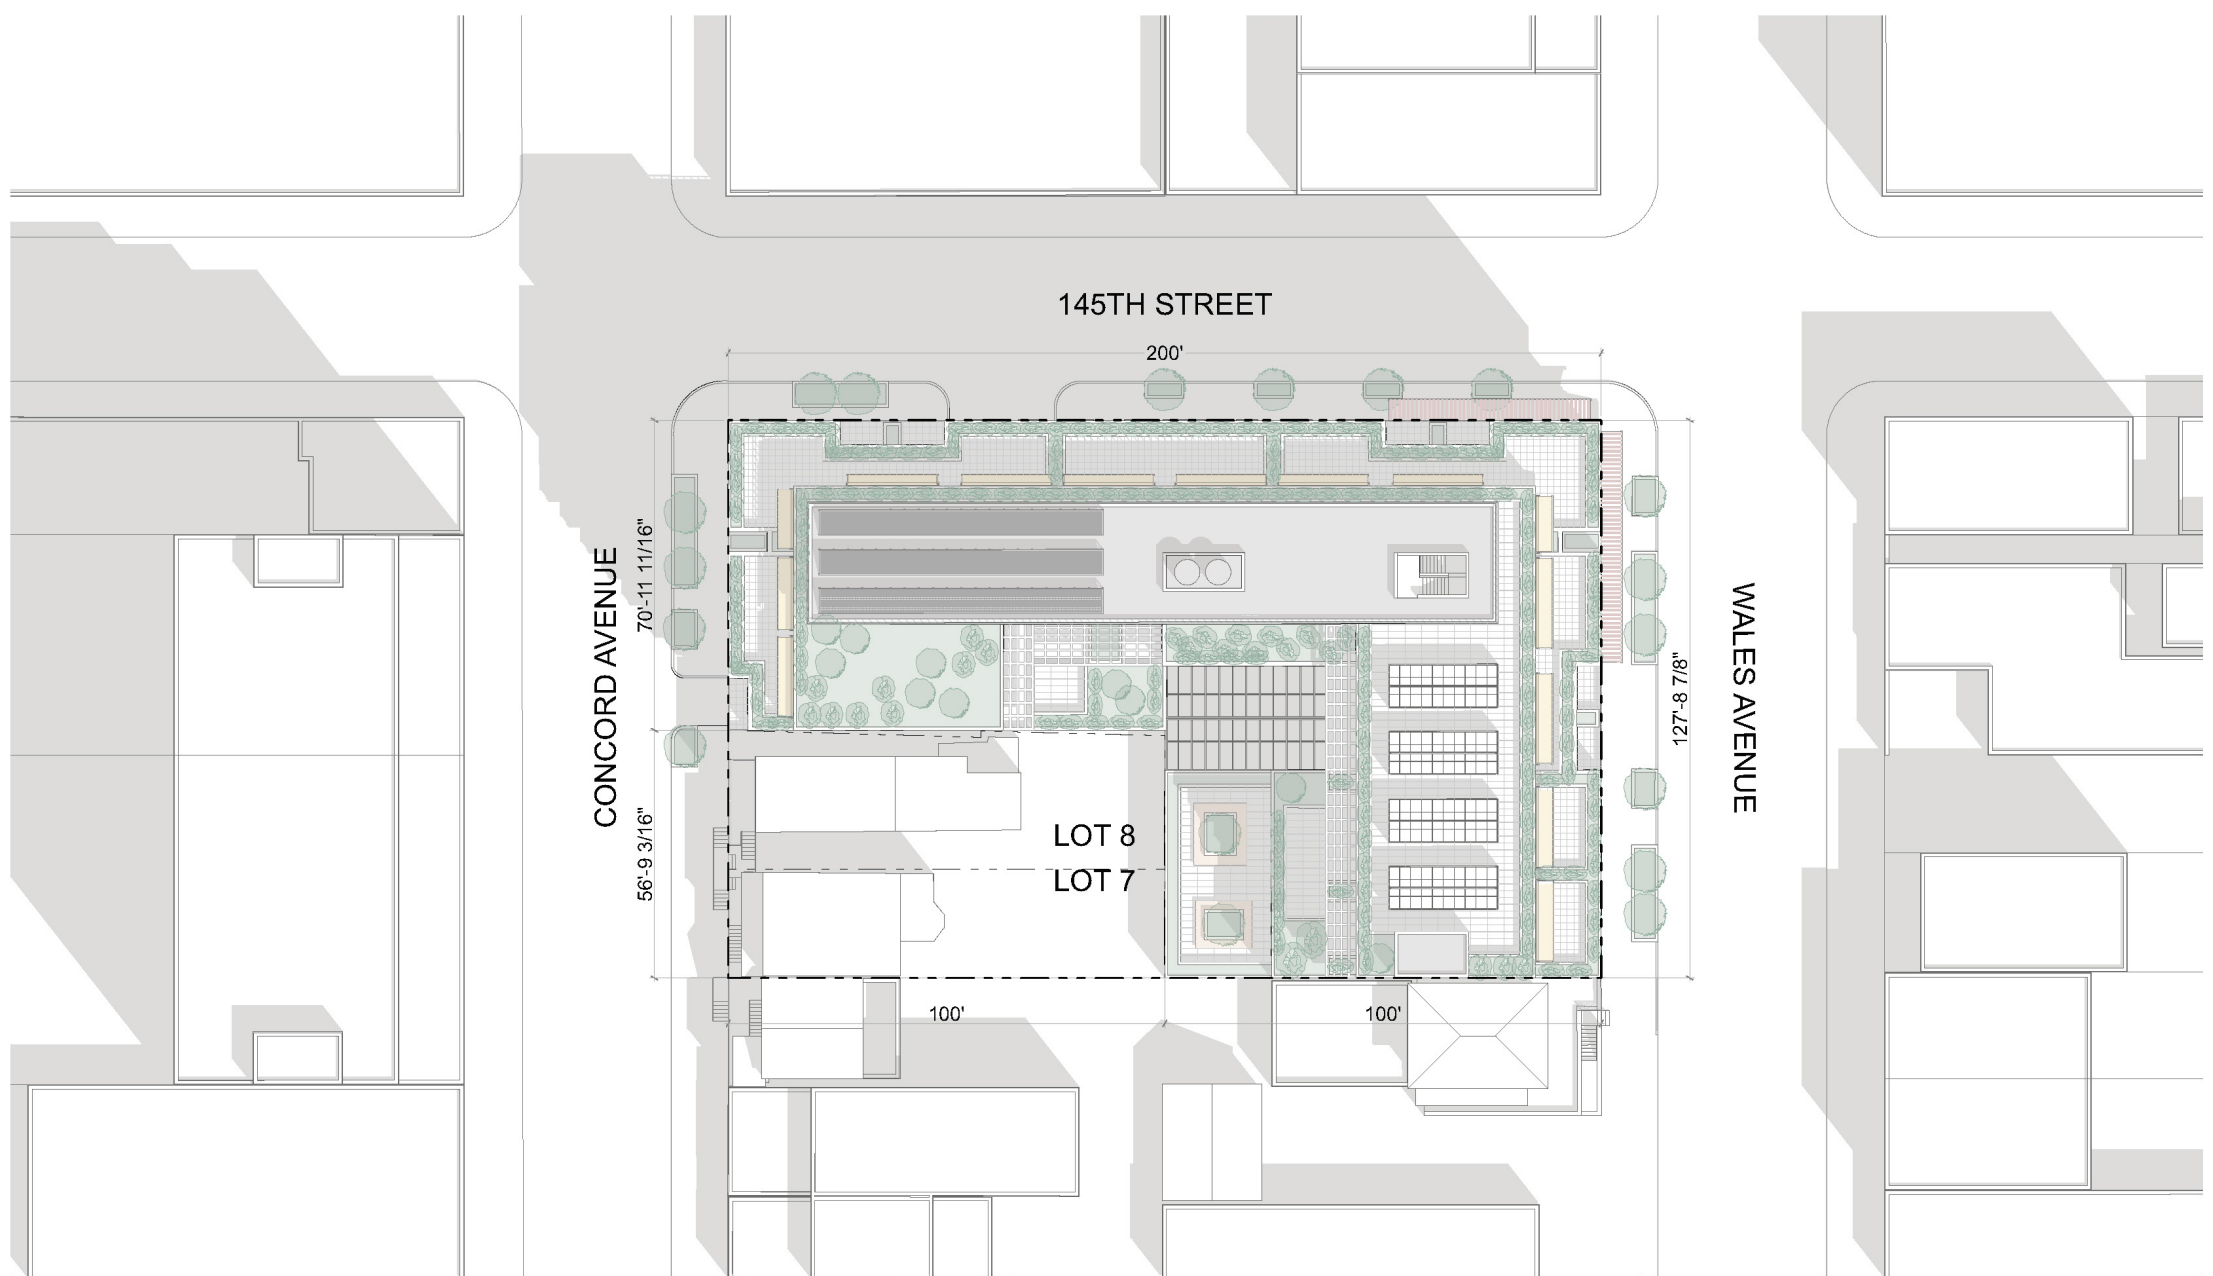 145TH STREET
200'
CONCORD AVENUE
70'-11 11/16"
56'-9 3/16"
127'-8 7/8"
WALES AVENUE
LOT 8
LOT 7
100'
100'